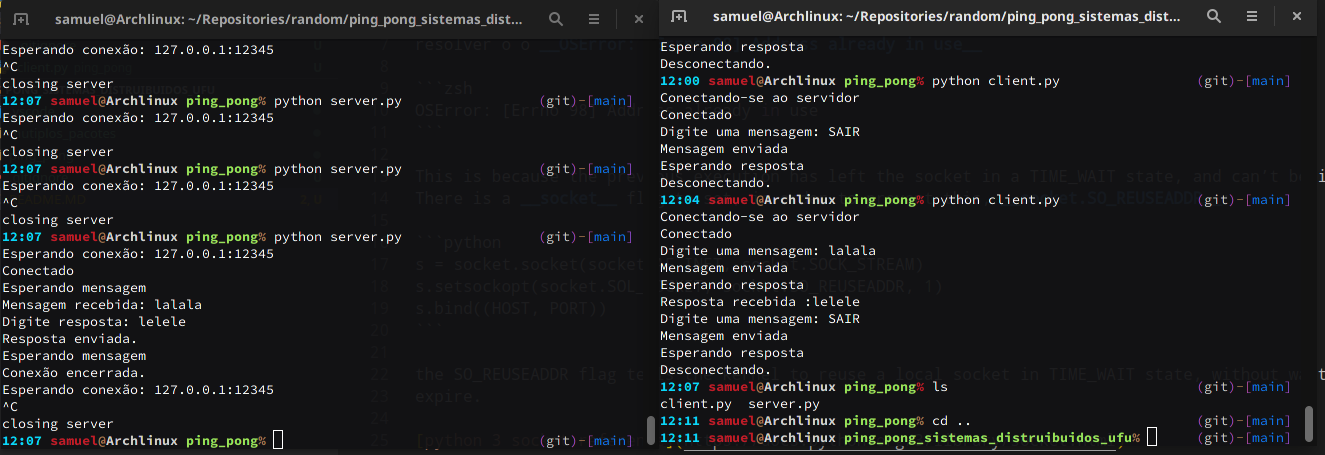 samuel@Archlinux: ~/Repositories/random/ping_pong_sistemas_dist...
Esperando conexão: 127.0.0.1:12345
^C
closing server
12:07 samuel@Archlinux ping_pong% python server.py (git)-[main]
Esperando conexão: 127.0.0.1:12345
^C
closing server
12:07 samuel@Archlinux ping_pong% python server.py (git)-[main]
Esperando conexão: 127.0.0.1:12345
^C
closing server
12:07 samuel@Archlinux ping_pong% python server.py (git)-[main]
Esperando conexão: 127.0.0.1:12345
Conectado
Esperando mensagem
Mensagem recebida: lalala
Digite resposta: lelele
Resposta enviada.
Esperando mensagem
Conexão encerrada.
Esperando conexão: 127.0.0.1:12345
^C
closing server
12:07 samuel@Archlinux ping_pong% (git)-[main]
samuel@Archlinux: ~/Repositories/random/ping_pong_sistemas_dist...
Esperando resposta
Desconectando.
12:00 samuel@Archlinux ping_pong% python client.py (git)-[main]
Conectando-se ao servidor
Conectado
Digite uma mensagem: SAIR
Mensagem enviada
Esperando resposta
Desconectando.
12:04 samuel@Archlinux ping_pong% python client.py (git)-[main]
Conectando-se ao servidor
Conectado
Digite uma mensagem: lalala
Mensagem enviada
Esperando resposta
Resposta recebida :lelele
Digite uma mensagem: SAIR
Mensagem enviada
Esperando resposta
Desconectando.
12:07 samuel@Archlinux ping_pong% ls (git)-[main]
client.py server.py
12:11 samuel@Archlinux ping_pong% cd .. (git)-[main]
12:11 samuel@Archlinux ping_pong_sistemas_distruibuidos_ufu% (git)-[main]